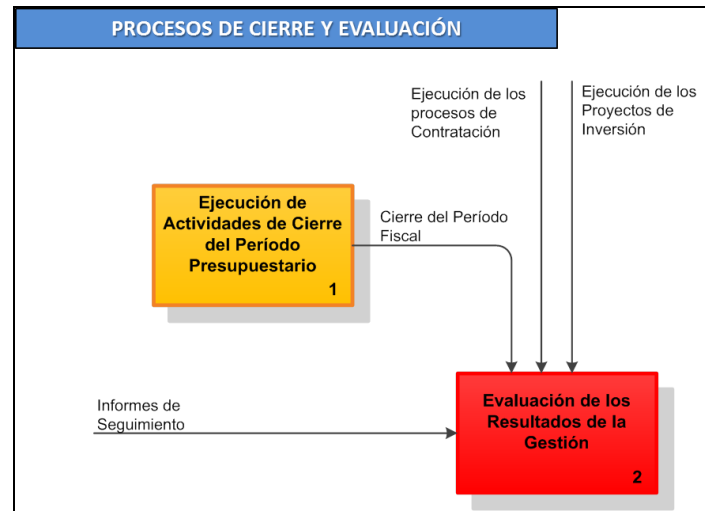 PROCESOS DE CIERRE Y EVALUACIÓN
Ejecución de los
procesos de
Contratación
Ejecución de los
Proyectos de
Inversión
Ejecución de
Actividades de Cierre
del Período
Presupuestario
1
Cierre del Período
Fiscal
Informes de
Seguimiento
Evaluación de los
Resultados de la
Gestión
2